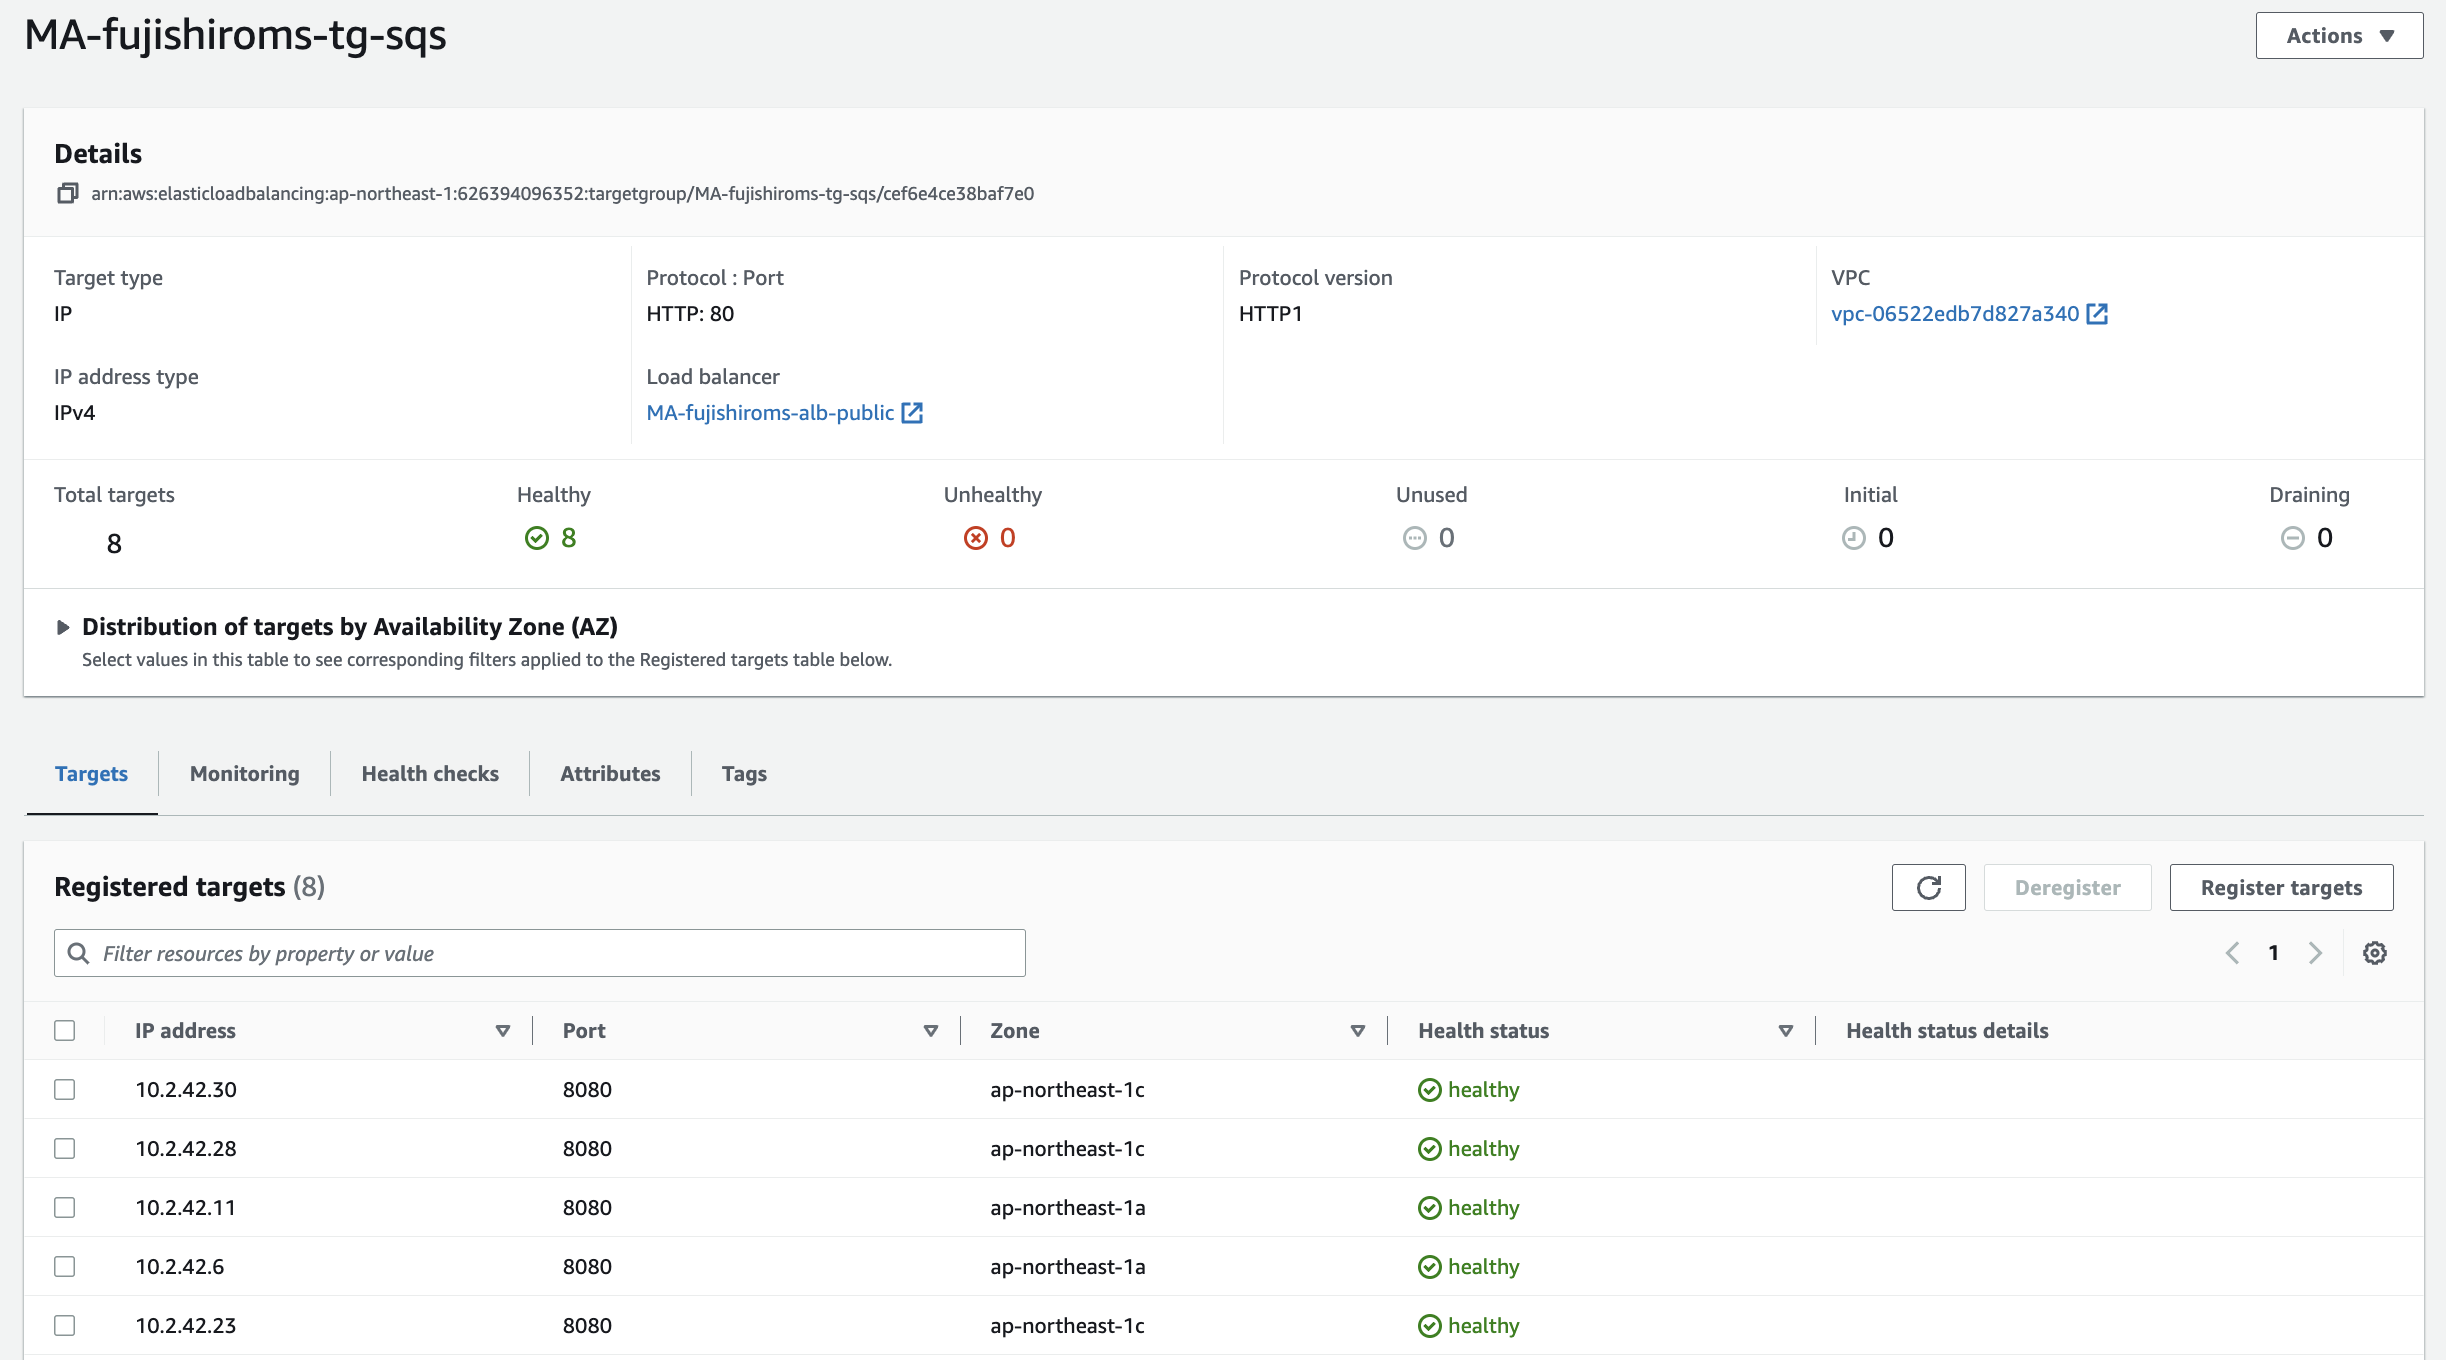 MA-fujishiroms-tg-sqs
Actions
Details
arn:aws:elasticloadbalancing:ap-northeast-1:626394096352:targetgroup/MA-fujishiroms-tg-sqs/cef6e4ce38baf7e0
Target type
IP
Protocol : Port
HTTP: 80
Protocol version
HTTP1
VPC
vpc-06522edb7d827a340
IP address type
IPv4
Load balancer
MA-fujishiroms-alb-public
Total targets
8
Healthy
8
Unhealthy
0
Unused
0
Initial
0
Draining
0
Distribution of targets by Availability Zone (AZ)
Select values in this table to see corresponding filters applied to the Registered targets table below.
Targets
Monitoring
Health checks
Attributes
Tags
Registered targets (8)
Deregister
Register targets
Filter resources by property or value
1
IP address Port Zone Health status Health status details
10.2.42.30 8080 ap-northeast-1c healthy
10.2.42.28 8080 ap-northeast-1c healthy
10.2.42.11 8080 ap-northeast-1a healthy
10.2.42.6 8080 ap-northeast-1a healthy
10.2.42.23 8080 ap-northeast-1c healthy